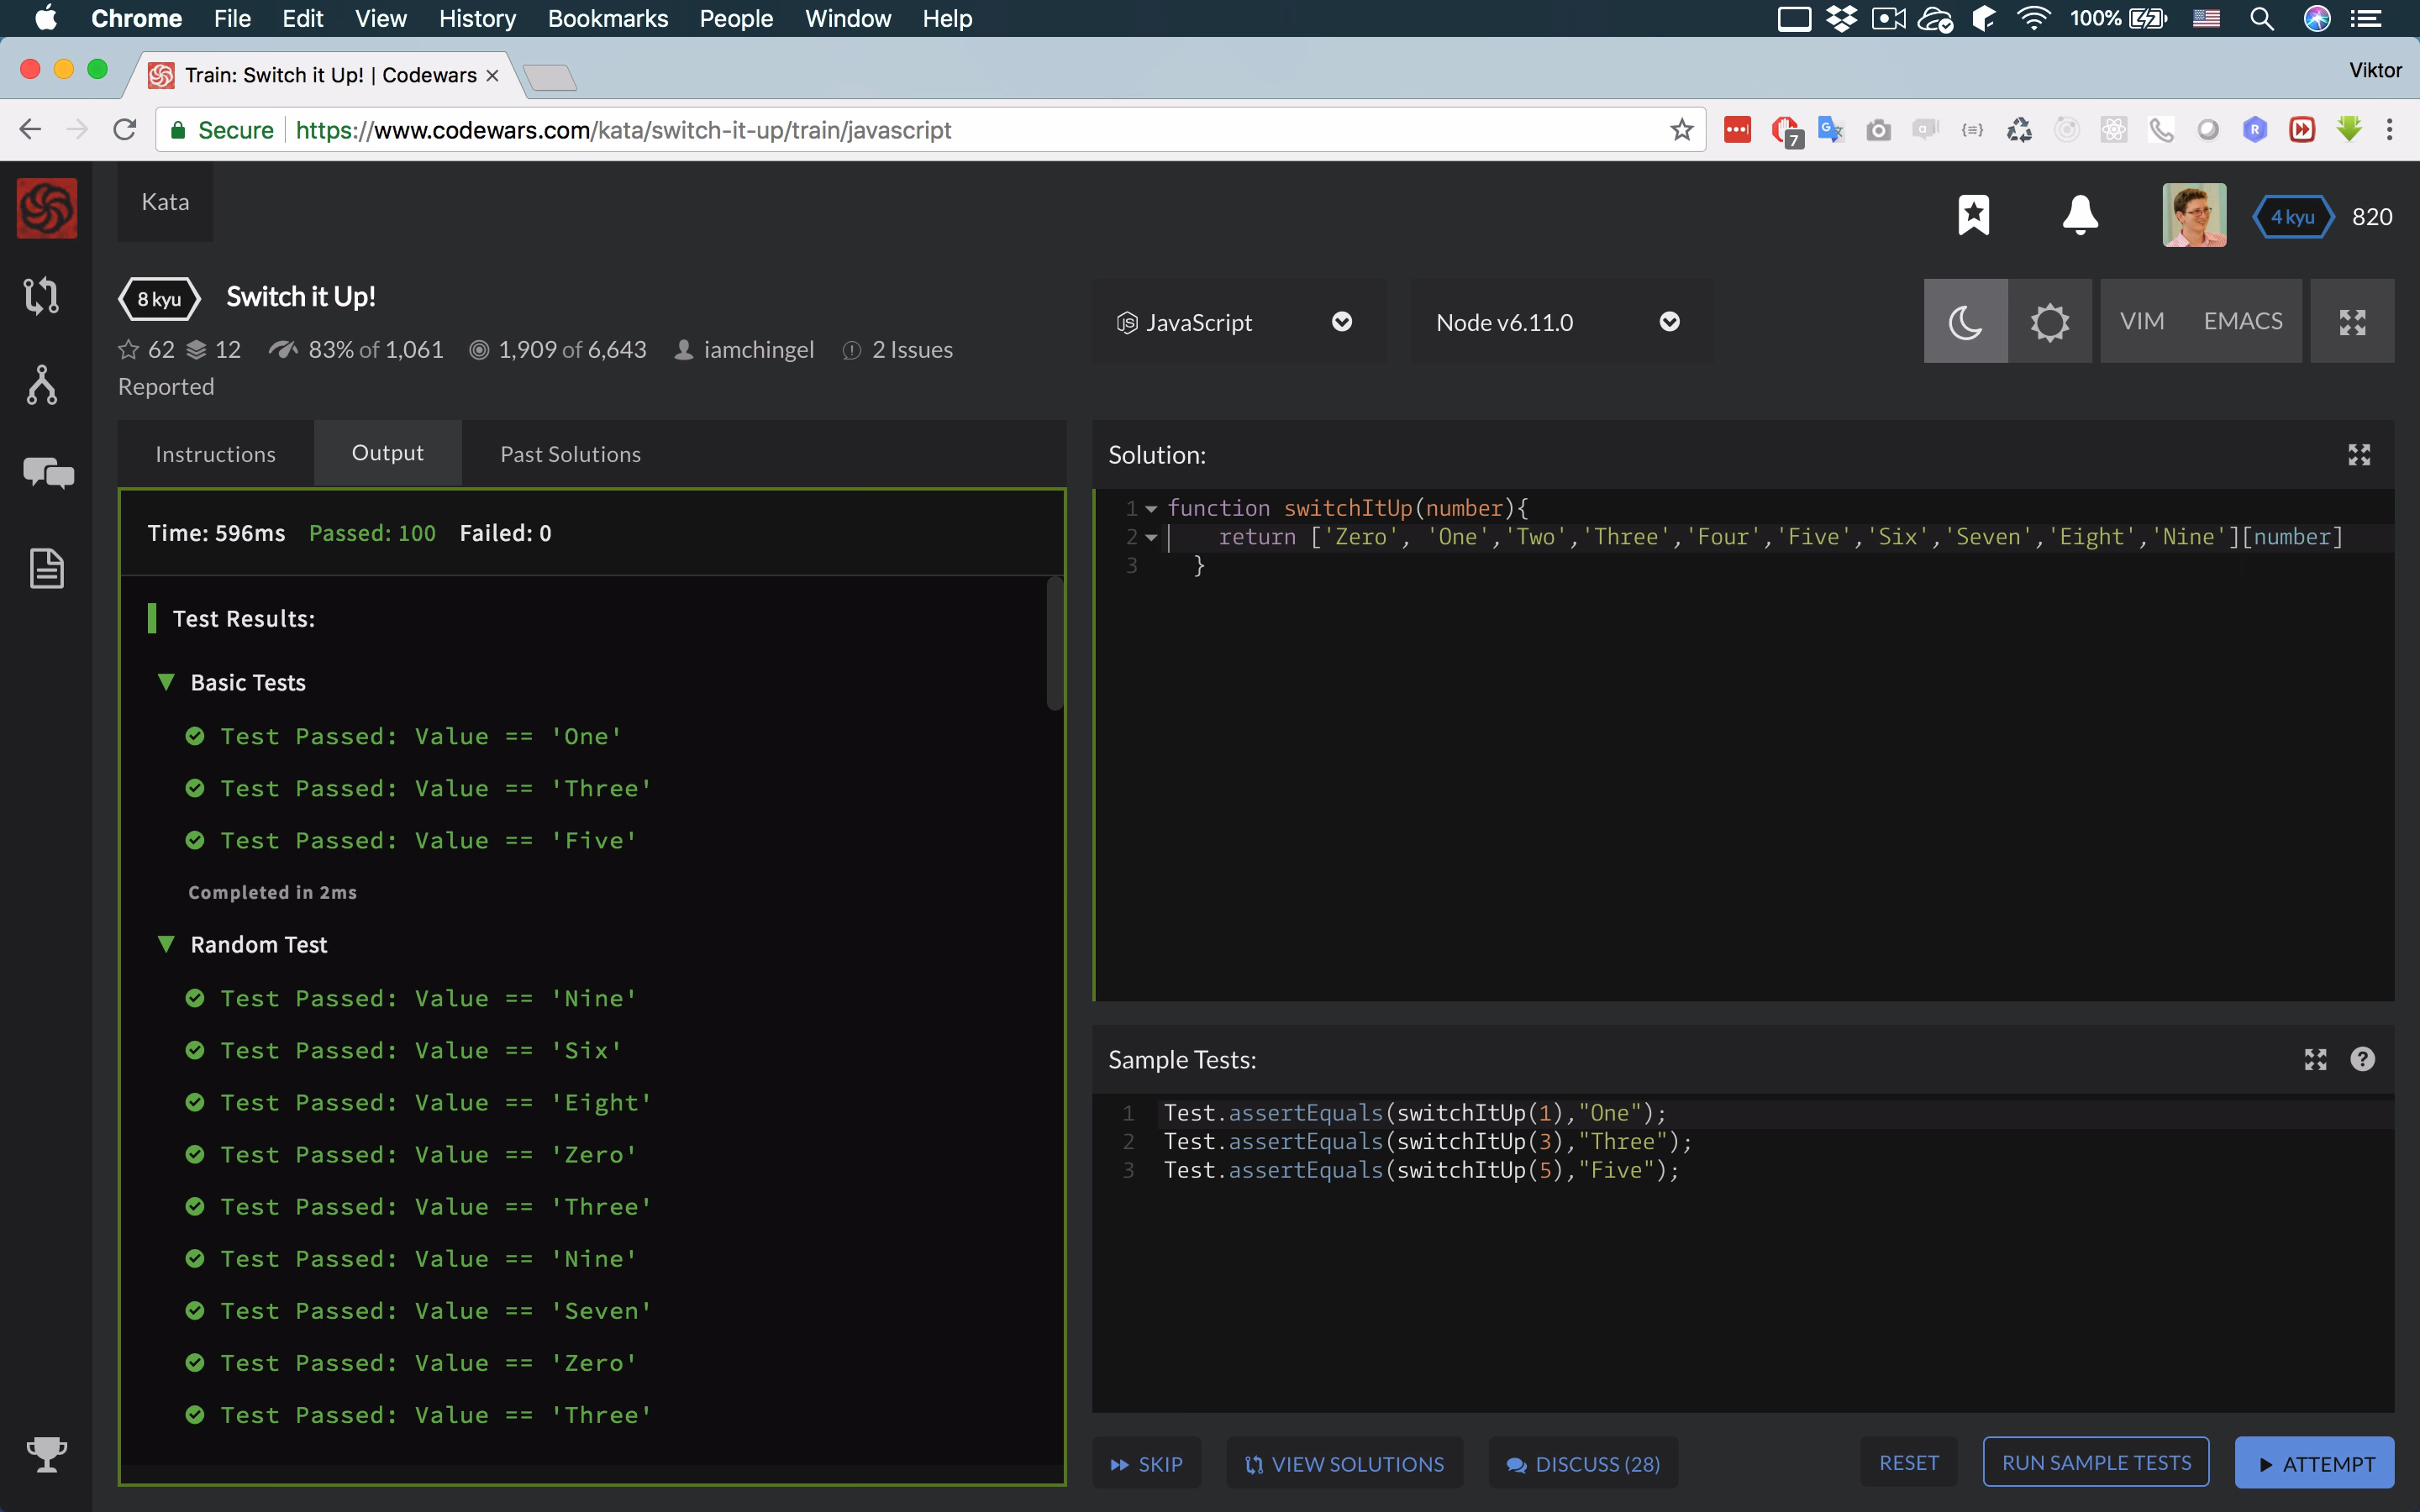 Chrome File Edit View History Bookmarks People Window Help 100%
Train: Switch it Up! | Codewars Viktor
Secure https://www.codewars.com/kata/switch-it-up/train/javascript 7
Kata
4 kyu 820
8 kyu Switch it Up!
62 12 83% of 1,061 1,909 of 6,643 iamchingel 2 Issues
Reported
JavaScript Node v6.11.0 VIM EMACS
Instructions Output Past Solutions
Time: 596ms Passed: 100 Failed: 0
Test Results:
Basic Tests
Test Passed: Value == 'One'
Test Passed: Value == 'Three'
Test Passed: Value == 'Five'
Completed in 2ms
Random Test
Test Passed: Value == 'Nine'
Test Passed: Value == 'Six'
Test Passed: Value == 'Eight'
Test Passed: Value == 'Zero'
Test Passed: Value == 'Three'
Test Passed: Value == 'Nine'
Test Passed: Value == 'Seven'
Test Passed: Value == 'Zero'
Test Passed: Value == 'Three'
Solution:
1 function switchItUp(number){
2 return ['Zero', 'One','Two','Three','Four','Five','Six','Seven','Eight','Nine'][number]
3 }
Sample Tests:
1 Test.assertEquals(switchItUp(1),"One");
2 Test.assertEquals(switchItUp(3),"Three");
3 Test.assertEquals(switchItUp(5),"Five");
SKIP VIEW SOLUTIONS DISCUSS (28) RESET RUN SAMPLE TESTS ATTEMPT